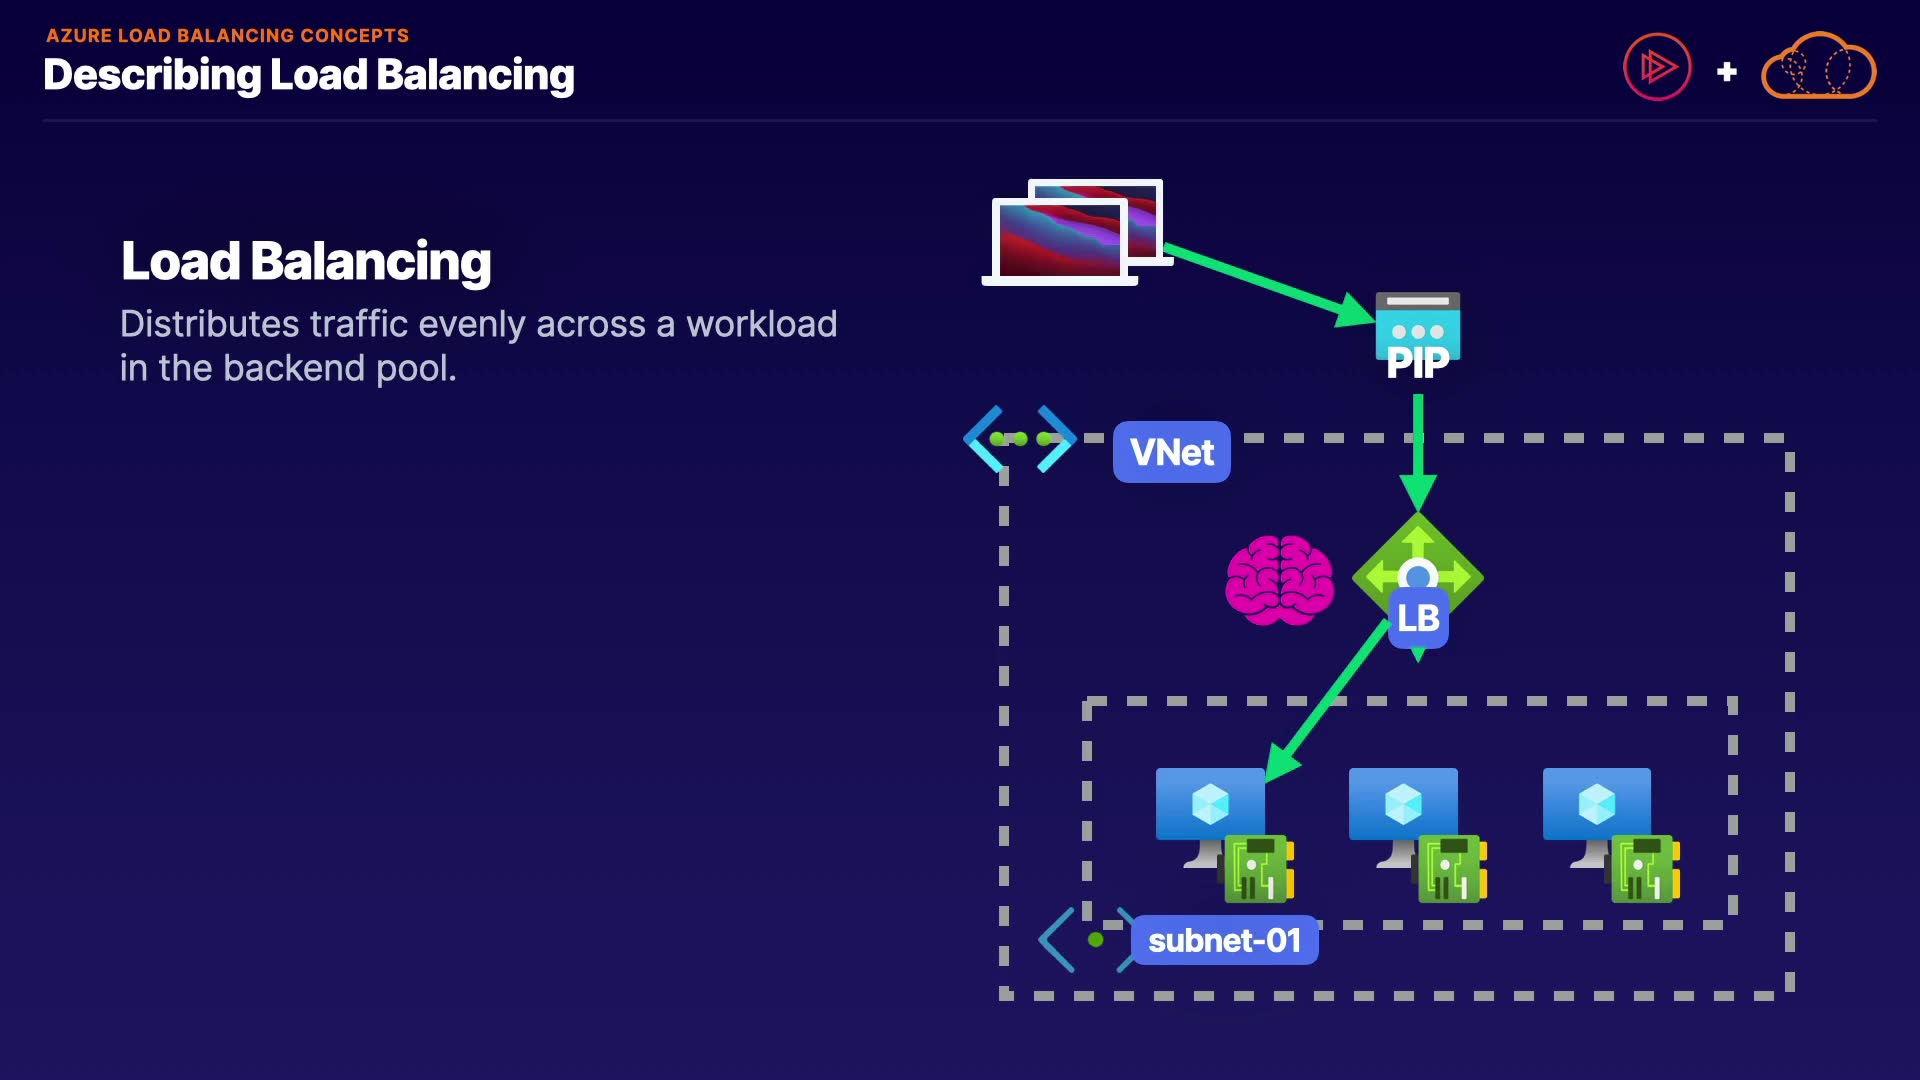 AZURE LOAD BALANCING CONCEPTS
Describing Load Balancing
Load Balancing
Distributes traffic evenly across a workload
in the backend pool.
PIP
VNet
LB
subnet-01